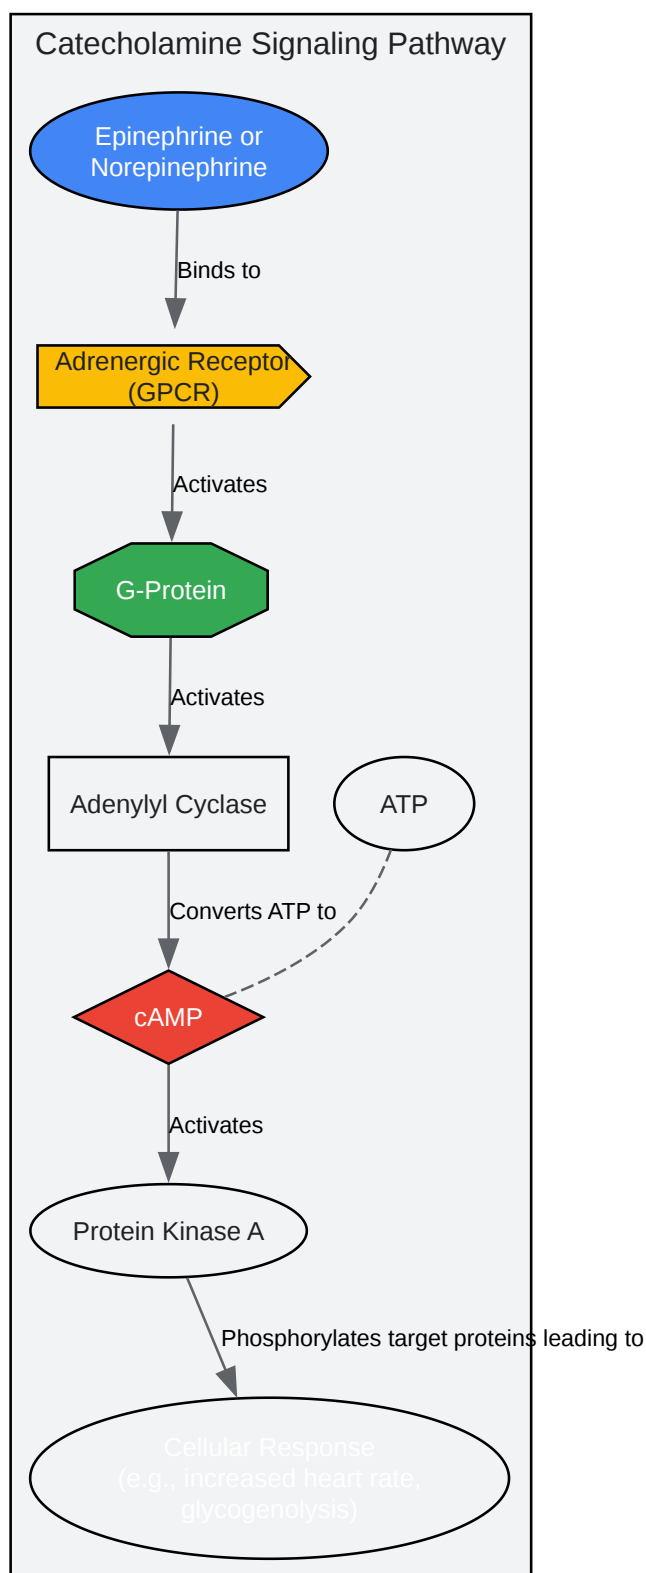 Catecholamine Signaling Pathway
Epinephrine or
Norepinephrine
Binds to
Adrenergic Receptor
(GPCR)
Activates
G-Protein
Activates
Adenylyl Cyclase
ATP
Converts ATP to
cAMP
Activates
Protein Kinase A
Phosphorylates target proteins leading to
Cellular Response
(e.g., increased heart rate,
glycogenolysis)